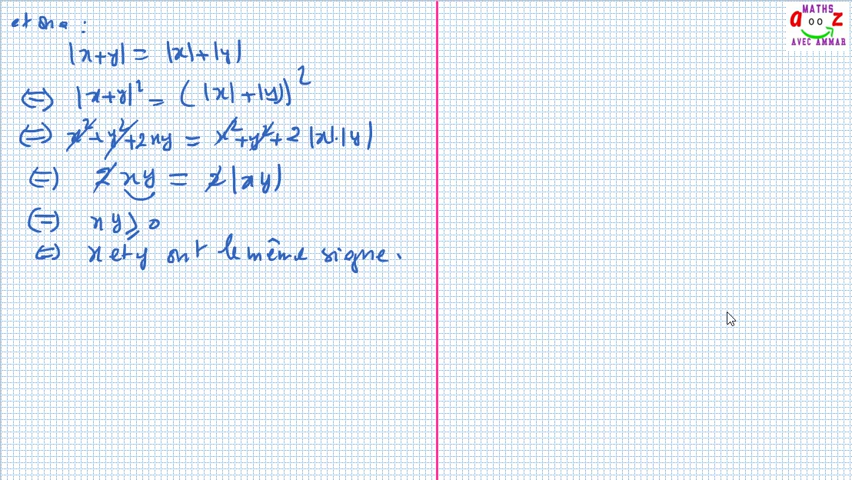 et on a :
|x+y| = |x|+|y|
⟺ |x+y|² = (|x|+|y|)²
⟺ x²+y²+2xy = x²+y²+2|x|.|y|
⟺ 2xy = 2|xy|
⟺ xy ≥ 0
⟺ x et y ont le même signe.
MATHS
a oo z
AVEC AMMAR